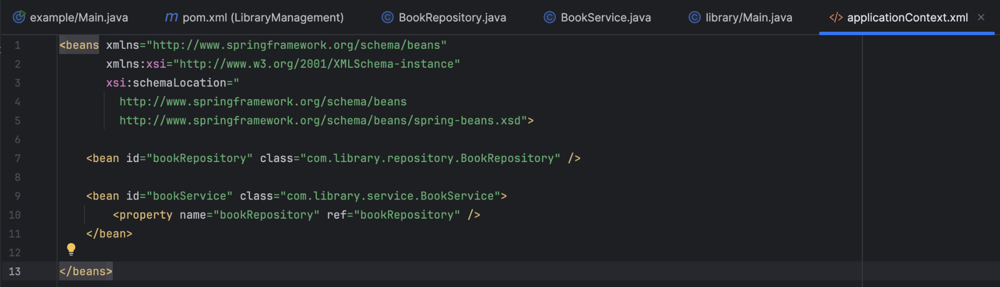 example/Main.java pom.xml (LibraryManagement) BookRepository.java BookService.java library/Main.java applicationContext.xml
1 <beans xmlns="http://www.springframework.org/schema/beans"
2 xmlns:xsi="http://www.w3.org/2001/XMLSchema-instance"
3 xsi:schemaLocation="
4 http://www.springframework.org/schema/beans
5 http://www.springframework.org/schema/beans/spring-beans.xsd">
6
7 <bean id="bookRepository" class="com.library.repository.BookRepository" />
8
9 <bean id="bookService" class="com.library.service.BookService">
10 <property name="bookRepository" ref="bookRepository" />
11 </bean>
12
13 </beans>